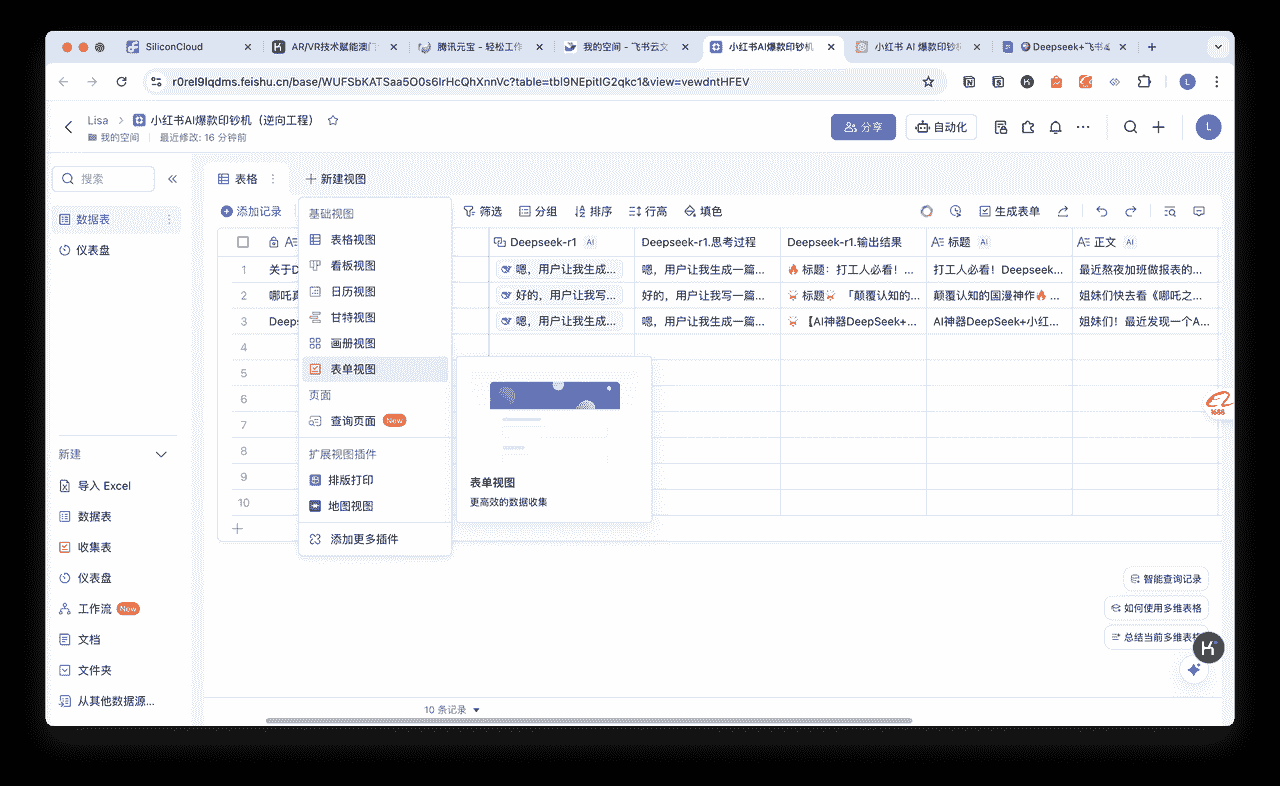 SiliconCloud
AR/VR技术赋能澳门
腾讯元宝 - 轻松工作
我的空间 - 飞书云文
小红书AI爆款印钞机
小红书 AI 爆款印钞
Deepseek+飞书
r0rel9lqdms.feishu.cn/base/WUFSbKATSaa5O0s6lrHcQhXnnVc?table=tbl9NEpitIG2qkc1&view=vewdntHFEV
Lisa
小红书AI爆款印钞机（逆向工程）
我的空间
最近修改: 16 分钟前
分享
自动化
L
搜索
表格
新建视图
数据表
仪表盘
添加记录
筛选
分组
排序
行高
填色
生成表单
基础视图
表格视图
看板视图
日历视图
甘特视图
画册视图
表单视图
页面
查询页面 New
扩展视图插件
排版打印
地图视图
添加更多插件
Deepseek-r1 AI
Deepseek-r1.思考过程
Deepseek-r1.输出结果
标题 AI
正文 AI
1 关于D
嗯，用户让我生成...
嗯，用户让我生成一篇...
🔥 标题：打工人必看！...
打工人必看！Deepseek...
最近熬夜加班做报表的...
2 哪吒真
好的，用户让我写...
好的，用户让我写一篇...
标题 「颠覆认知的...
颠覆认知的国漫神作🔥 ...
姐妹们快去看《哪吒之...
3 Deeps
嗯，用户让我生成...
嗯，用户让我生成一篇...
【AI神器DeepSeek+...
AI神器DeepSeek+小红...
姐妹们！最近发现一个A...
4
5
6
7
8
9
10
表单视图
更高效的数据收集
1688
新建
导入 Excel
数据表
收集表
仪表盘
工作流 New
文档
文件夹
从其他数据源...
智能查询记录
如何使用多维表格
总结当前多维表格
10 条记录